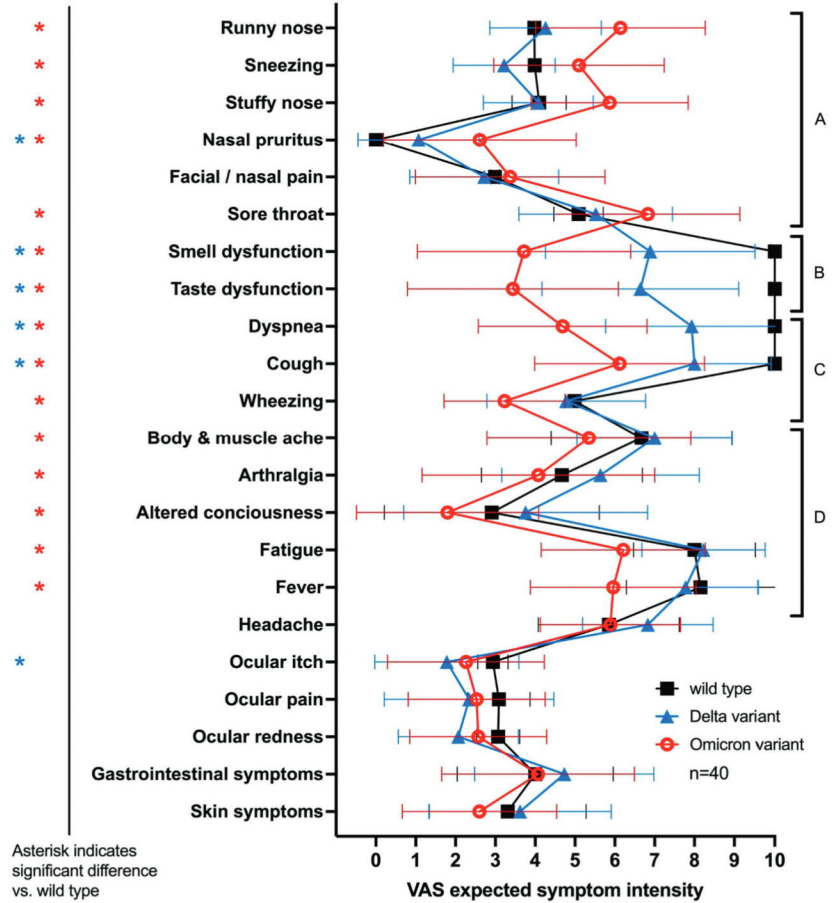 * Runny nose
* Sneezing
* Stuffy nose
A
* * Nasal pruritus
Facial / nasal pain
* Sore throat
* * Smell dysfunction
B
* * Taste dysfunction
* * Dyspnea
* * Cough
C
* Wheezing
* Body & muscle ache
* Arthralgia
* Altered conciousness
D
* Fatigue
* Fever
Headache
* Ocular itch
Ocular pain
Ocular redness
Gastrointestinal symptoms
Skin symptoms
wild type
Delta variant
Omicron variant
n=40
0 1 2 3 4 5 6 7 8 9 10
VAS expected symptom intensity
Asterisk indicates
significant difference
vs. wild type